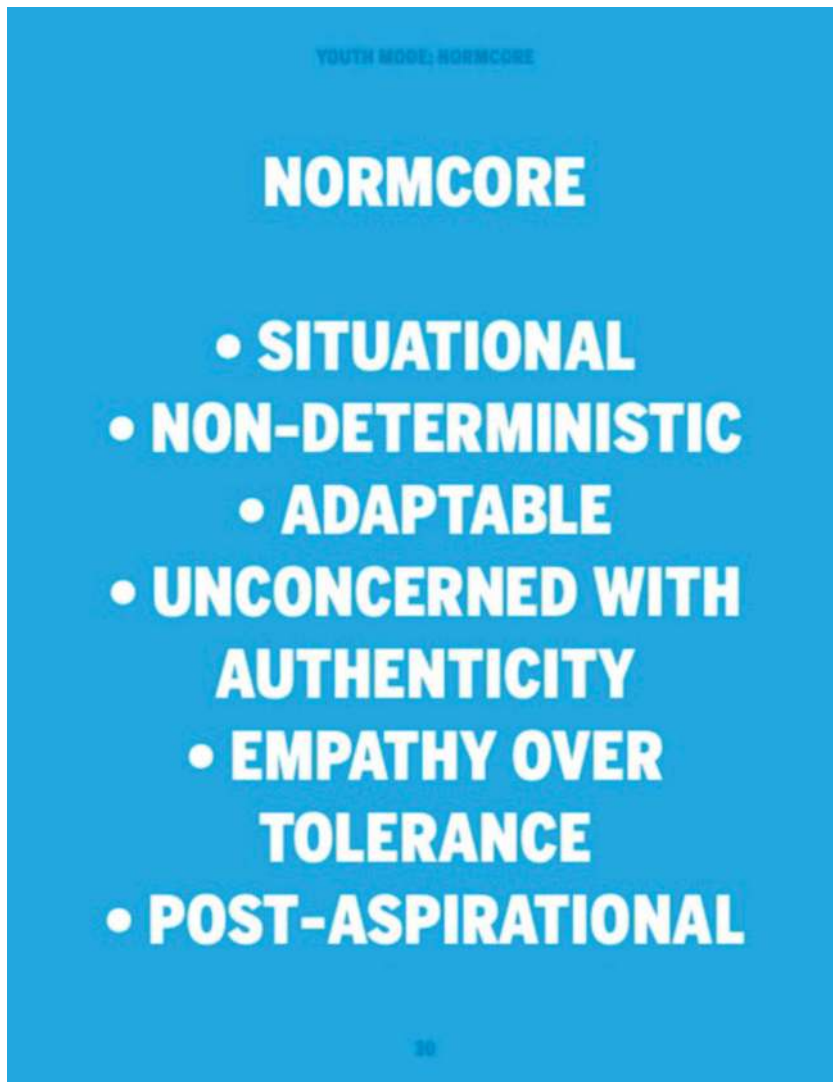 YOUTH MODE: NORMCORE
NORMCORE
• SITUATIONAL
• NON-DETERMINISTIC
• ADAPTABLE
• UNCONCERNED WITH
AUTHENTICITY
• EMPATHY OVER
TOLERANCE
• POST-ASPIRATIONAL
30